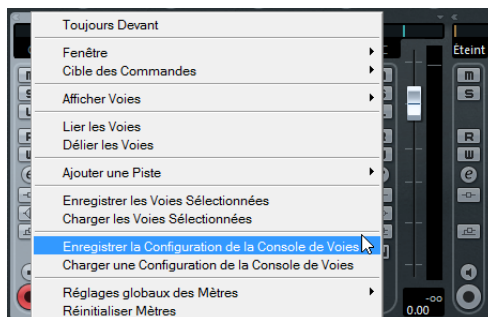 Toujours Devant
Fenêtre
Cible des Commandes
Afficher Voies
Lier les Voies
Délier les Voies
Ajouter une Piste
Enregistrer les Voies Sélectionnées
Charger les Voies Sélectionnées
Enregistrer la Configuration de la Console de Voies
Charger une Configuration de la Console de Voies
Réglages globaux des Mètres
Réinitialiser Mètres
Éteint
m
S
R
W
e
-oo
0.00